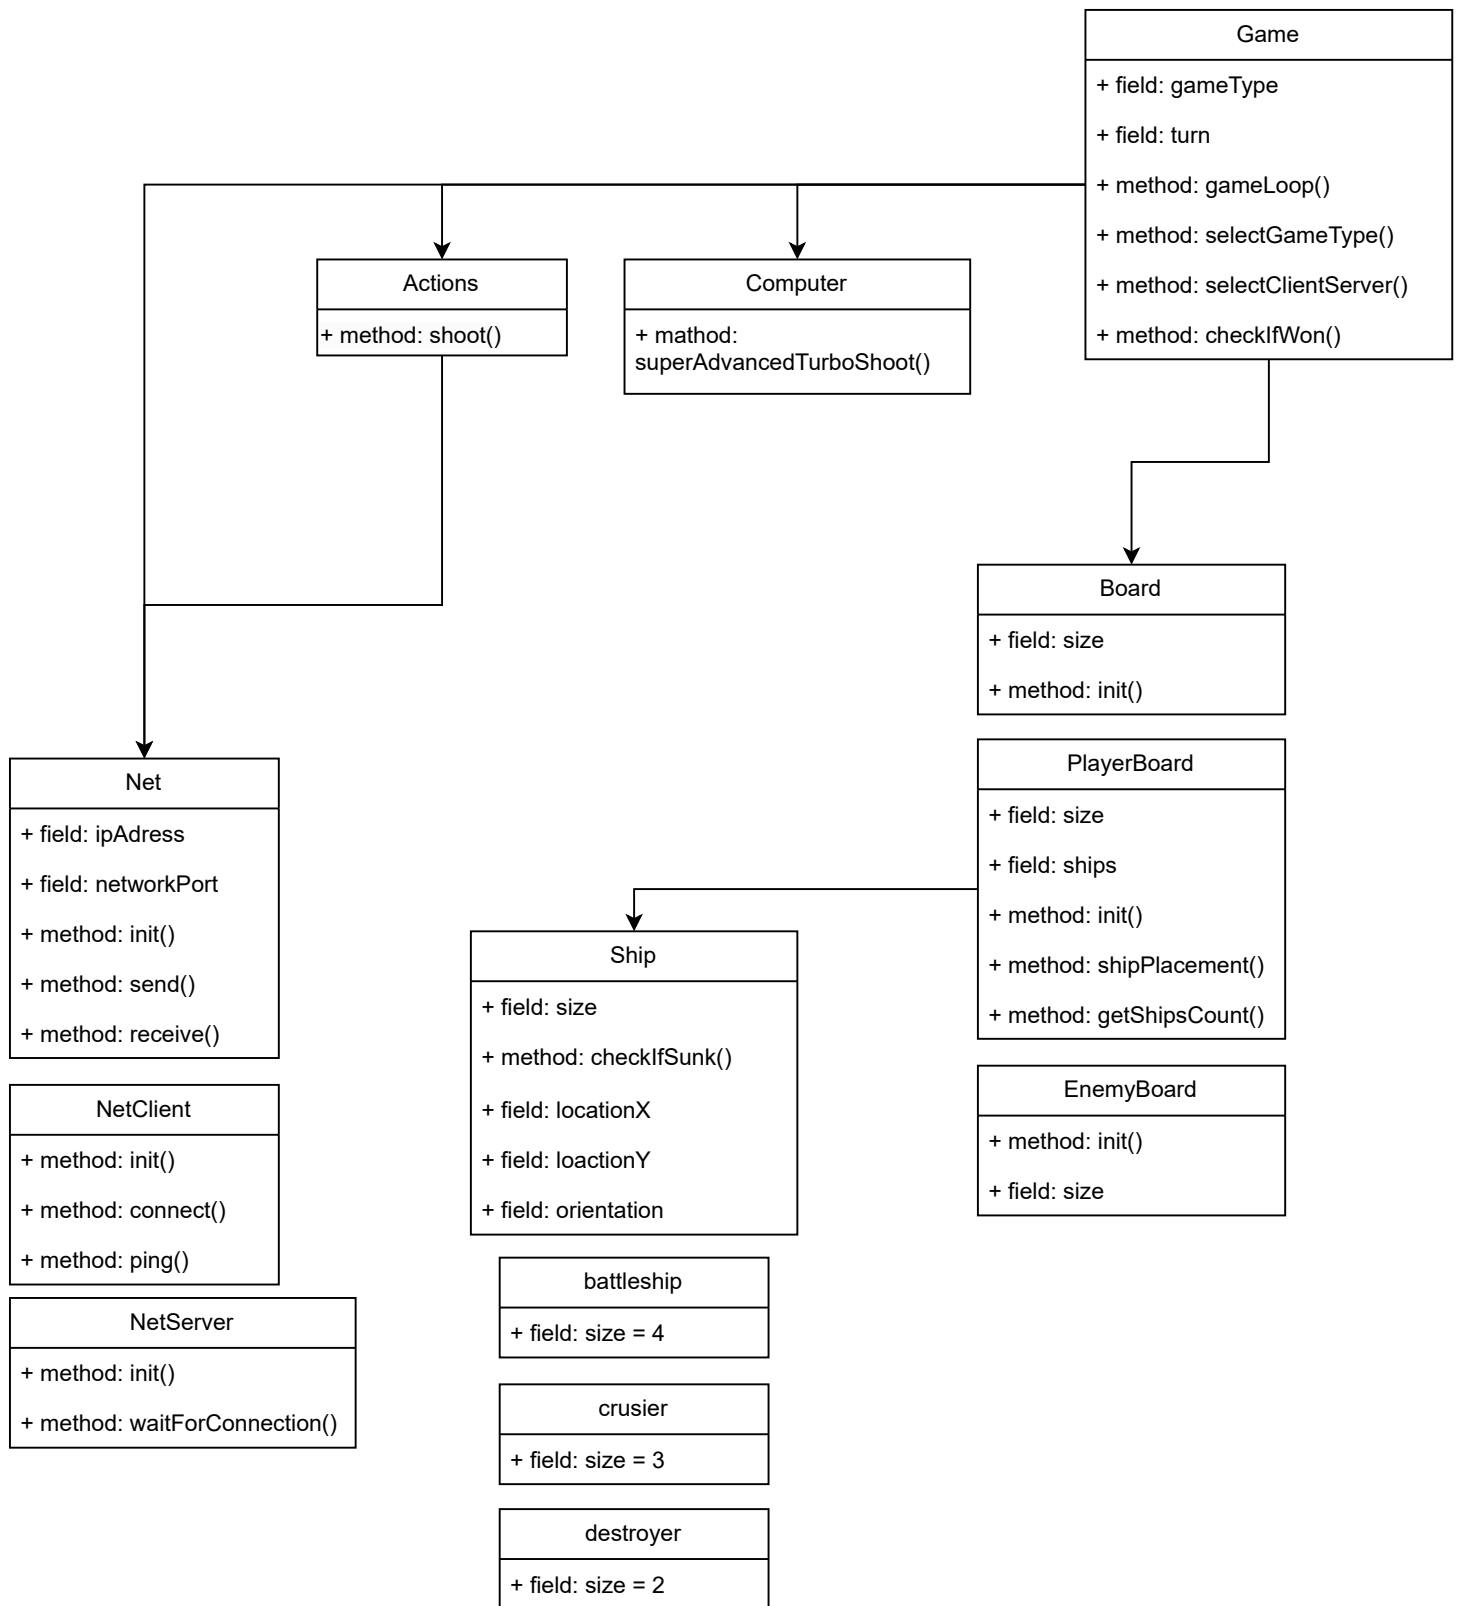 Game
+ field: gameType
+ field: turn
+ method: gameLoop()
+ method: selectGameType()
+ method: selectClientServer()
+ method: checkIfWon()
Actions
+ method: shoot()
Computer
+ mathod:
superAdvancedTurboShoot()
Board
+ field: size
+ method: init()
PlayerBoard
+ field: size
+ field: ships
+ method: init()
+ method: shipPlacement()
+ method: getShipsCount()
EnemyBoard
+ method: init()
+ field: size
Net
+ field: ipAdress
+ field: networkPort
+ method: init()
+ method: send()
+ method: receive()
NetClient
+ method: init()
+ method: connect()
+ method: ping()
NetServer
+ method: init()
+ method: waitForConnection()
Ship
+ field: size
+ method: checkIfSunk()
+ field: locationX
+ field: loactionY
+ field: orientation
battleship
+ field: size = 4
crusier
+ field: size = 3
destroyer
+ field: size = 2